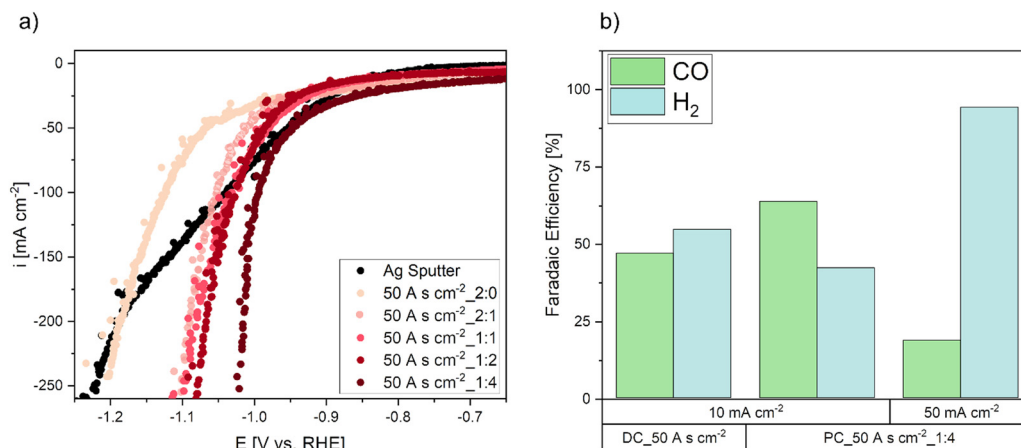 a)
0
-50
-100
-150
-200
-250
i [mA cm-2]
-1.2
-1.1
-1.0
-0.9
-0.8
-0.7
E [V vs. RHE]
Ag Sputter
50 A s cm-2_2:0
50 A s cm-2_2:1
50 A s cm-2_1:1
50 A s cm-2_1:2
50 A s cm-2_1:4
b)
CO
H2
100
75
50
25
0
Faradaic Efficiency [%]
10 mA cm-2
50 mA cm-2
DC_50 A s cm-2
PC_50 A s cm-2_1:4